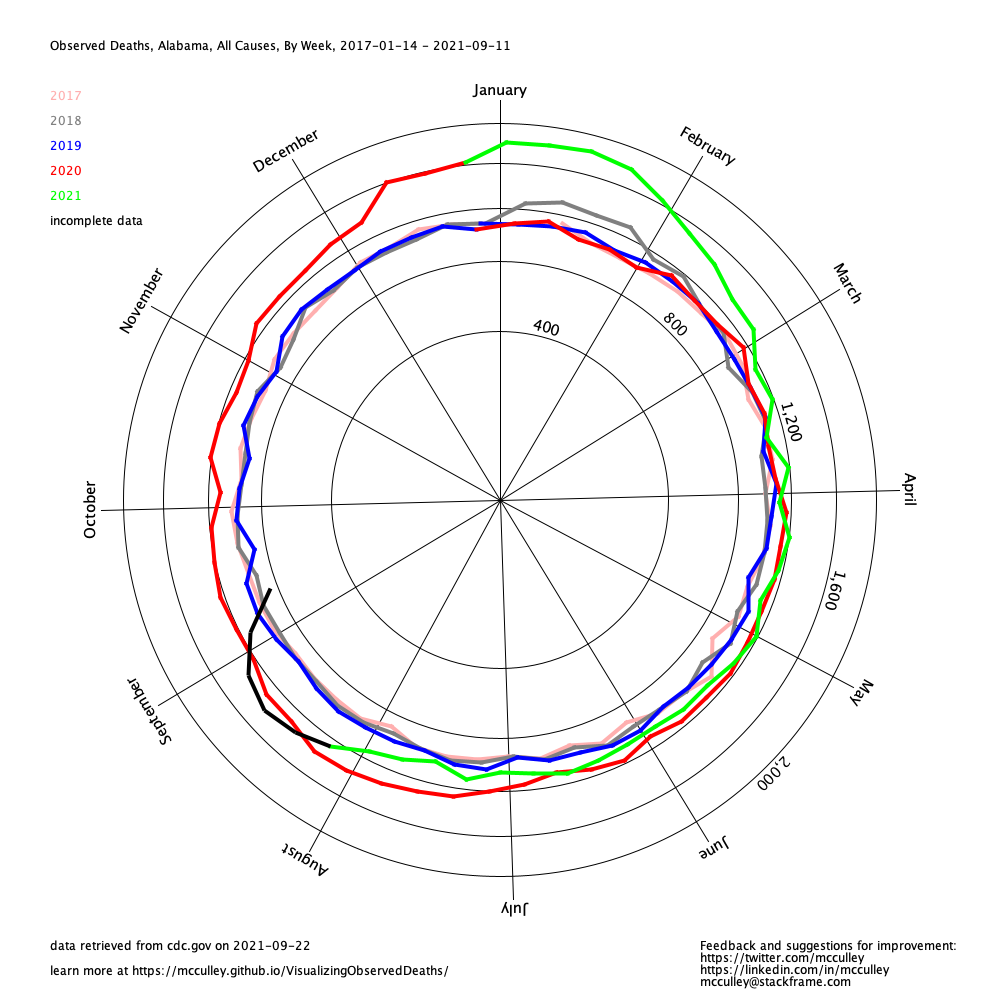 Observed Deaths, Alabama, All Causes, By Week, 2017-01-14 - 2021-09-11
2017
2018
2019
2020
2021
incomplete data
January
February
March
April
May
June
July
August
September
October
November
December
400
800
1,200
1,600
2,000
data retrieved from cdc.gov on 2021-09-22
learn more at https://mcculley.github.io/VisualizingObservedDeaths/
Feedback and suggestions for improvement:
https://twitter.com/mcculley
https://linkedin.com/in/mcculley
mcculley@stackframe.com